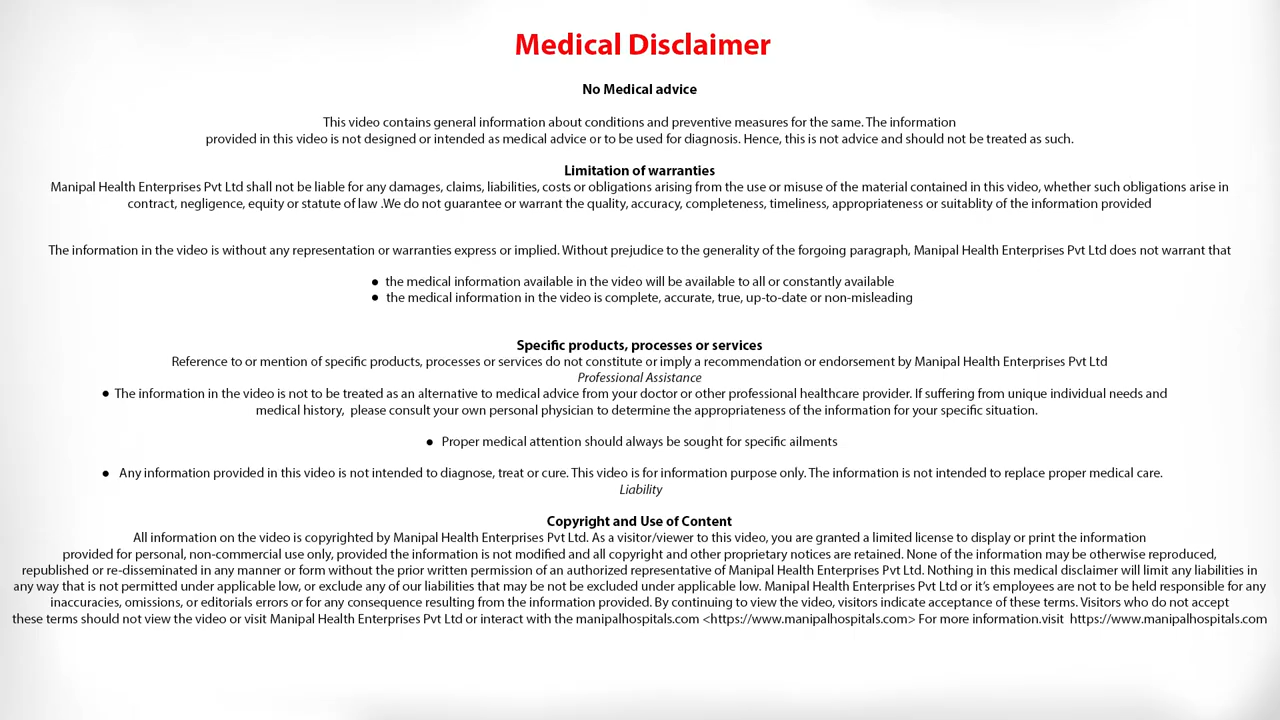 Medical Disclaimer
No Medical advice
This video contains general information about conditions and preventive measures for the same. The information
provided in this video is not designed or intended as medical advice or to be used for diagnosis. Hence, this is not advice and should not be treated as such.
Limitation of warranties
Manipal Health Enterprises Pvt Ltd shall not be liable for any damages, claims, liabilities, costs or obligations arising from the use or misuse of the material contained in this video, whether such obligations arise in
contract, negligence, equity or statute of law .We do not guarantee or warrant the quality, accuracy, completeness, timeliness, appropriateness or suitablity of the information provided
The information in the video is without any representation or warranties express or implied. Without prejudice to the generality of the forgoing paragraph, Manipal Health Enterprises Pvt Ltd does not warrant that
● the medical information available in the video will be available to all or constantly available
● the medical information in the video is complete, accurate, true, up-to-date or non-misleading
Specific products, processes or services
Reference to or mention of specific products, processes or services do not constitute or imply a recommendation or endorsement by Manipal Health Enterprises Pvt Ltd
Professional Assistance
● The information in the video is not to be treated as an alternative to medical advice from your doctor or other professional healthcare provider. If suffering from unique individual needs and
medical history, please consult your own personal physician to determine the appropriateness of the information for your specific situation.
● Proper medical attention should always be sought for specific ailments
● Any information provided in this video is not intended to diagnose, treat or cure. This video is for information purpose only. The information is not intended to replace proper medical care.
Liability
Copyright and Use of Content
All information on the video is copyrighted by Manipal Health Enterprises Pvt Ltd. As a visitor/viewer to this video, you are granted a limited license to display or print the information
provided for personal, non-commercial use only, provided the information is not modified and all copyright and other proprietary notices are retained. None of the information may be otherwise reproduced,
republished or re-disseminated in any manner or form without the prior written permission of an authorized representative of Manipal Health Enterprises Pvt Ltd. Nothing in this medical disclaimer will limit any liabilities in
any way that is not permitted under applicable low, or exclude any of our liabilities that may be not be excluded under applicable low. Manipal Health Enterprises Pvt Ltd or it's employees are not to be held responsible for any
inaccuracies, omissions, or editorials errors or for any consequence resulting from the information provided. By continuing to view the video, visitors indicate acceptance of these terms. Visitors who do not accept
these terms should not view the video or visit Manipal Health Enterprises Pvt Ltd or interact with the manipalhospitals.com <https://www.manipalhospitals.com> For more information.visit https://www.manipalhospitals.com